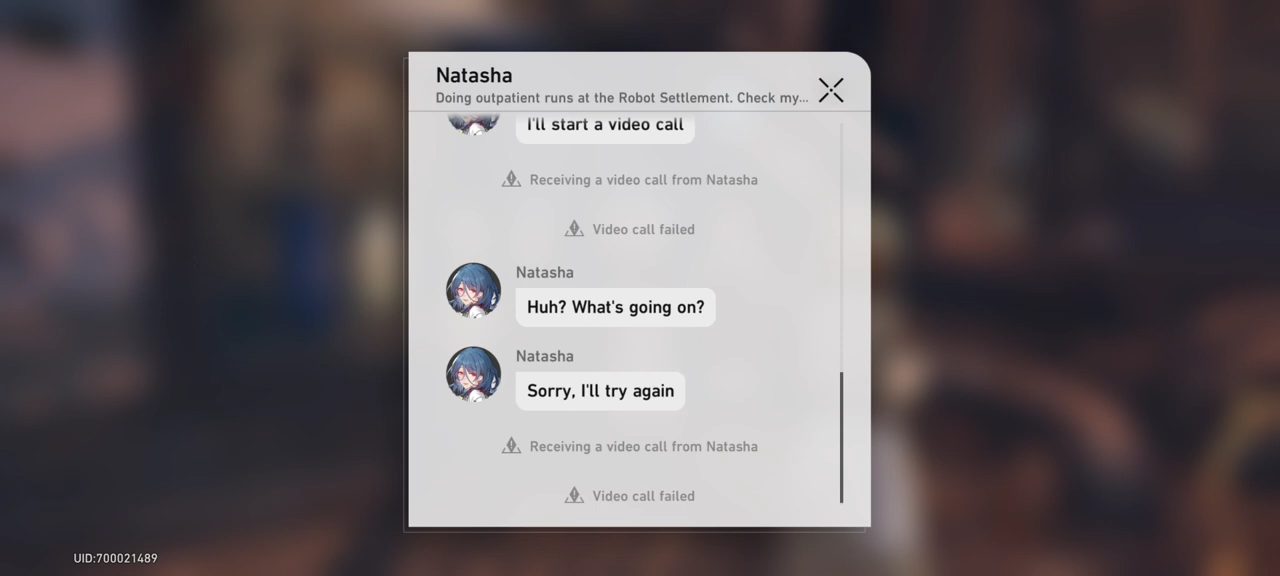 Natasha
Doing outpatient runs at the Robot Settlement. Check my...
I'll start a video call
Receiving a video call from Natasha
Video call failed
Natasha
Huh? What's going on?
Natasha
Sorry, I'll try again
Receiving a video call from Natasha
Video call failed
UID:700021489